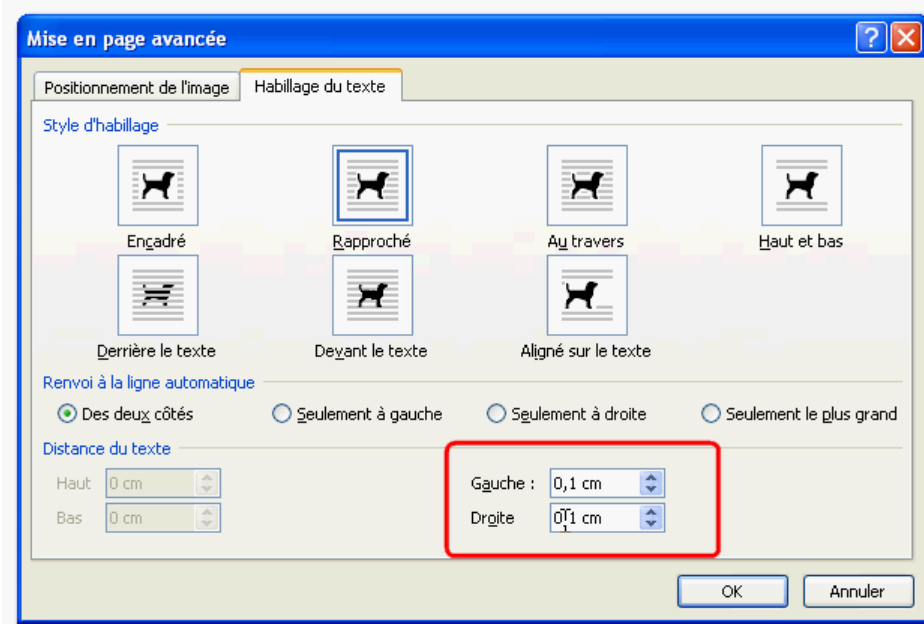 Mise en page avancée
Positionnement de l'image Habillage du texte
Style d'habillage
Encadré Rapproché Au travers Haut et bas
Derrière le texte Devant le texte Aligné sur le texte
Renvoi à la ligne automatique
Des deux côtés Seulement à gauche Seulement à droite Seulement le plus grand
Distance du texte
Haut 0 cm Gauche : 0,1 cm
Bas 0 cm Droite 0,1 cm
OK Annuler